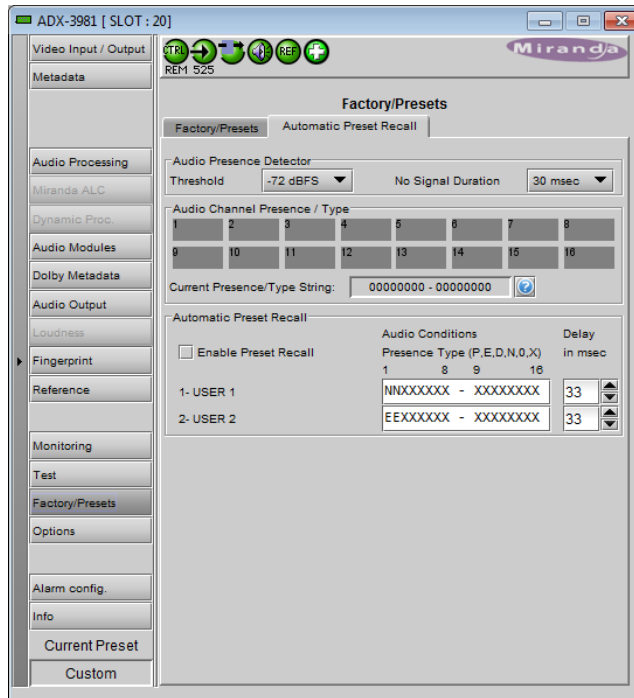 ADX-3981 [ SLOT : 20]
Video Input / Output
Metadata
Audio Processing
Miranda ALC
Dynamic Proc.
Audio Modules
Dolby Metadata
Audio Output
Loudness
Fingerprint
Reference
Monitoring
Test
Factory/Presets
Options
Alarm config.
Info
Current Preset
Custom
CTRL REF
REM 525
Miranda
Factory/Presets
Factory/Presets Automatic Preset Recall
Audio Presence Detector
Threshold -72 dBFS No Signal Duration 30 msec
Audio Channel Presence / Type
1 2 3 4 5 6 7 8
9 10 11 12 13 14 15 16
Current Presence/Type String: 00000000 - 00000000 ?
Automatic Preset Recall
Audio Conditions Delay
Enable Preset Recall Presence Type (P,E,D,N,0,X) in msec
1 8 9 16
1- USER 1 NNXXXXXX - XXXXXXXX 33
2- USER 2 EEXXXXXX - XXXXXXXX 33